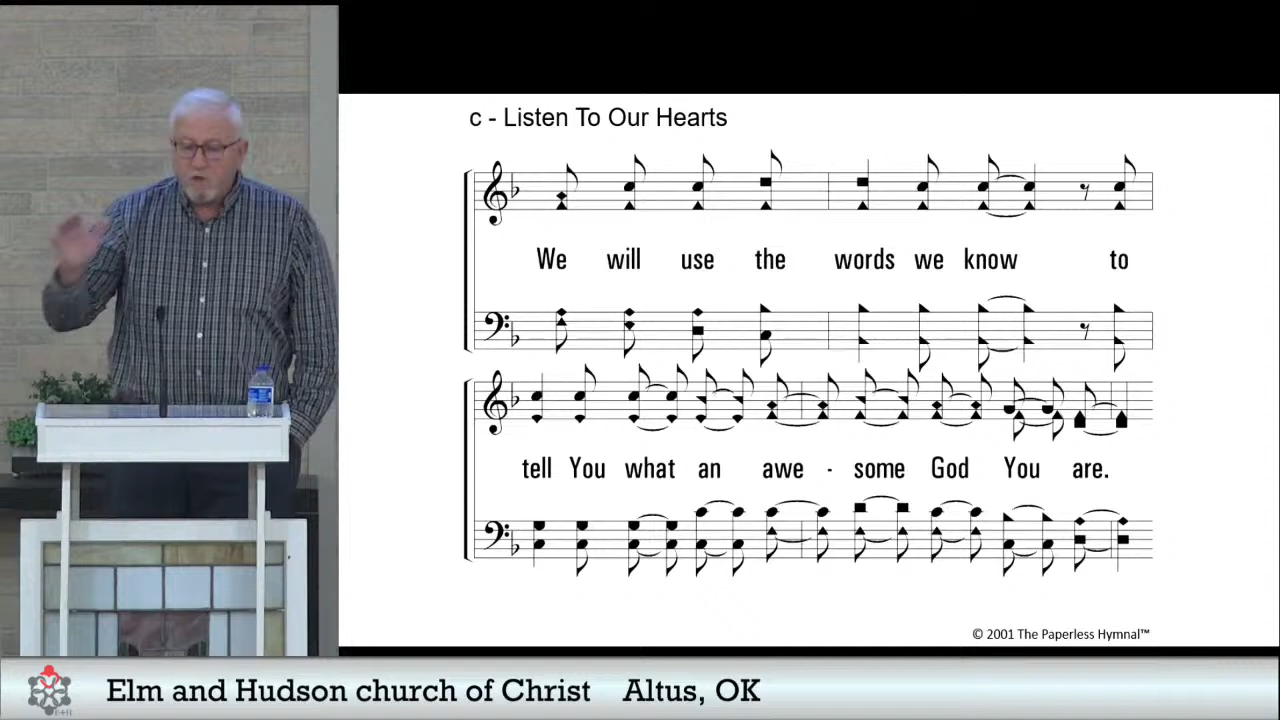 c - Listen To Our Hearts
We will use the words we know to
tell You what an awe - some God You are.
© 2001 The Paperless Hymnal™
Elm and Hudson church of Christ Altus, OK
E+H